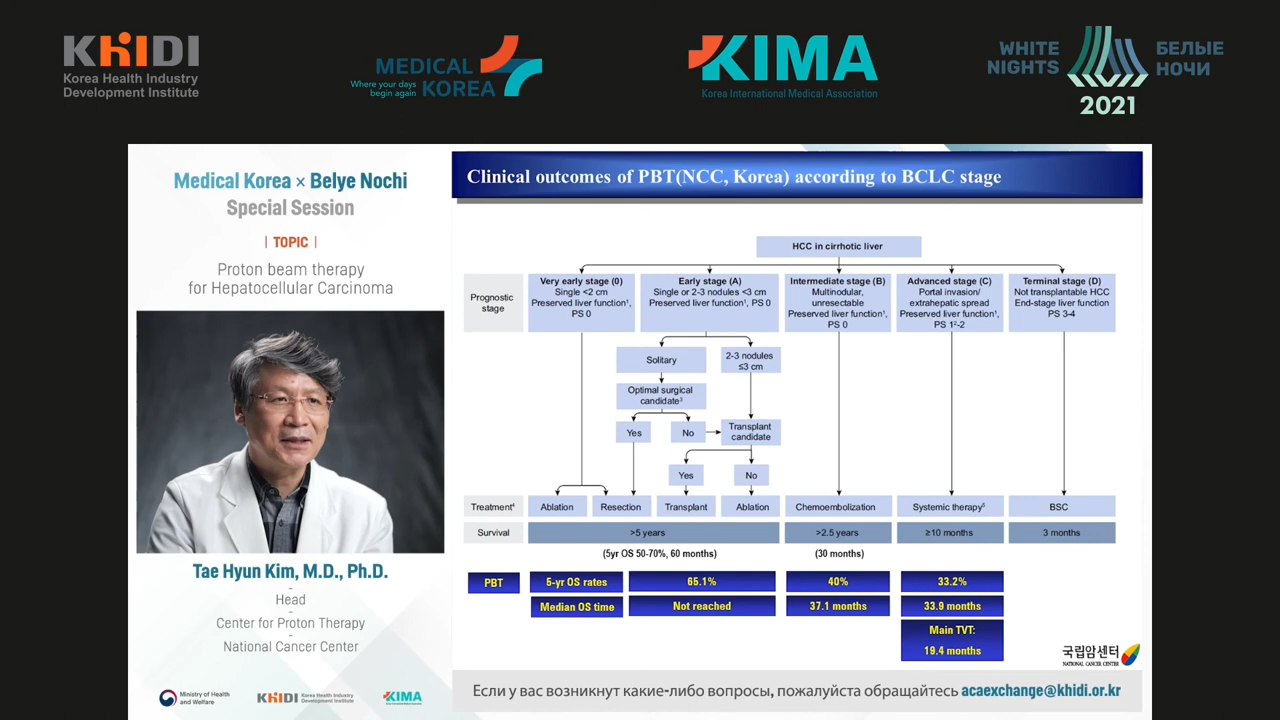 KHIDI
Korea Health Industry
Development Institute
MEDICAL
KOREA
Where your days
begin again
KIMA
Korea International Medical Association
WHITE
NIGHTS
БЕЛЫЕ
НОЧИ
2021
Medical Korea × Belye Nochi
Special Session
| TOPIC |
Proton beam therapy
for Hepatocellular Carcinoma
Tae Hyun Kim, M.D., Ph.D.
Head
Center for Proton Therapy
National Cancer Center
Ministry of Health
and Welfare
KHIDI
Korea Health Industry
Development Institute
KIMA
Clinical outcomes of PBT(NCC, Korea) according to BCLC stage
HCC in cirrhotic liver
Prognostic
stage
Very early stage (0)
Single <2 cm
Preserved liver function¹,
PS 0
Early stage (A)
Single or 2-3 nodules <3 cm
Preserved liver function¹, PS 0
Intermediate stage (B)
Multinodular,
unresectable
Preserved liver function¹,
PS 0
Advanced stage (C)
Portal invasion/
extrahepatic spread
Preserved liver function¹,
PS 1²-2
Terminal stage (D)
Not transplantable HCC
End-stage liver function
PS 3-4
Solitary
2-3 nodules
≤3 cm
Optimal surgical
candidate³
Yes
No
Transplant
candidate
Yes
No
Treatment⁴
Ablation
Resection
Transplant
Ablation
Chemoembolization
Systemic therapy⁵
BSC
Survival
>5 years
>2.5 years
≥10 months
3 months
(5yr OS 50-70%, 60 months)
(30 months)
PBT
5-yr OS rates
65.1%
40%
33.2%
Median OS time
Not reached
37.1 months
33.9 months
Main TVT:
19.4 months
국립암센터
NATIONAL CANCER CENTER
Если у вас возникнут какие-либо вопросы, пожалуйста обращайтесь acaexchange@khidi.or.kr